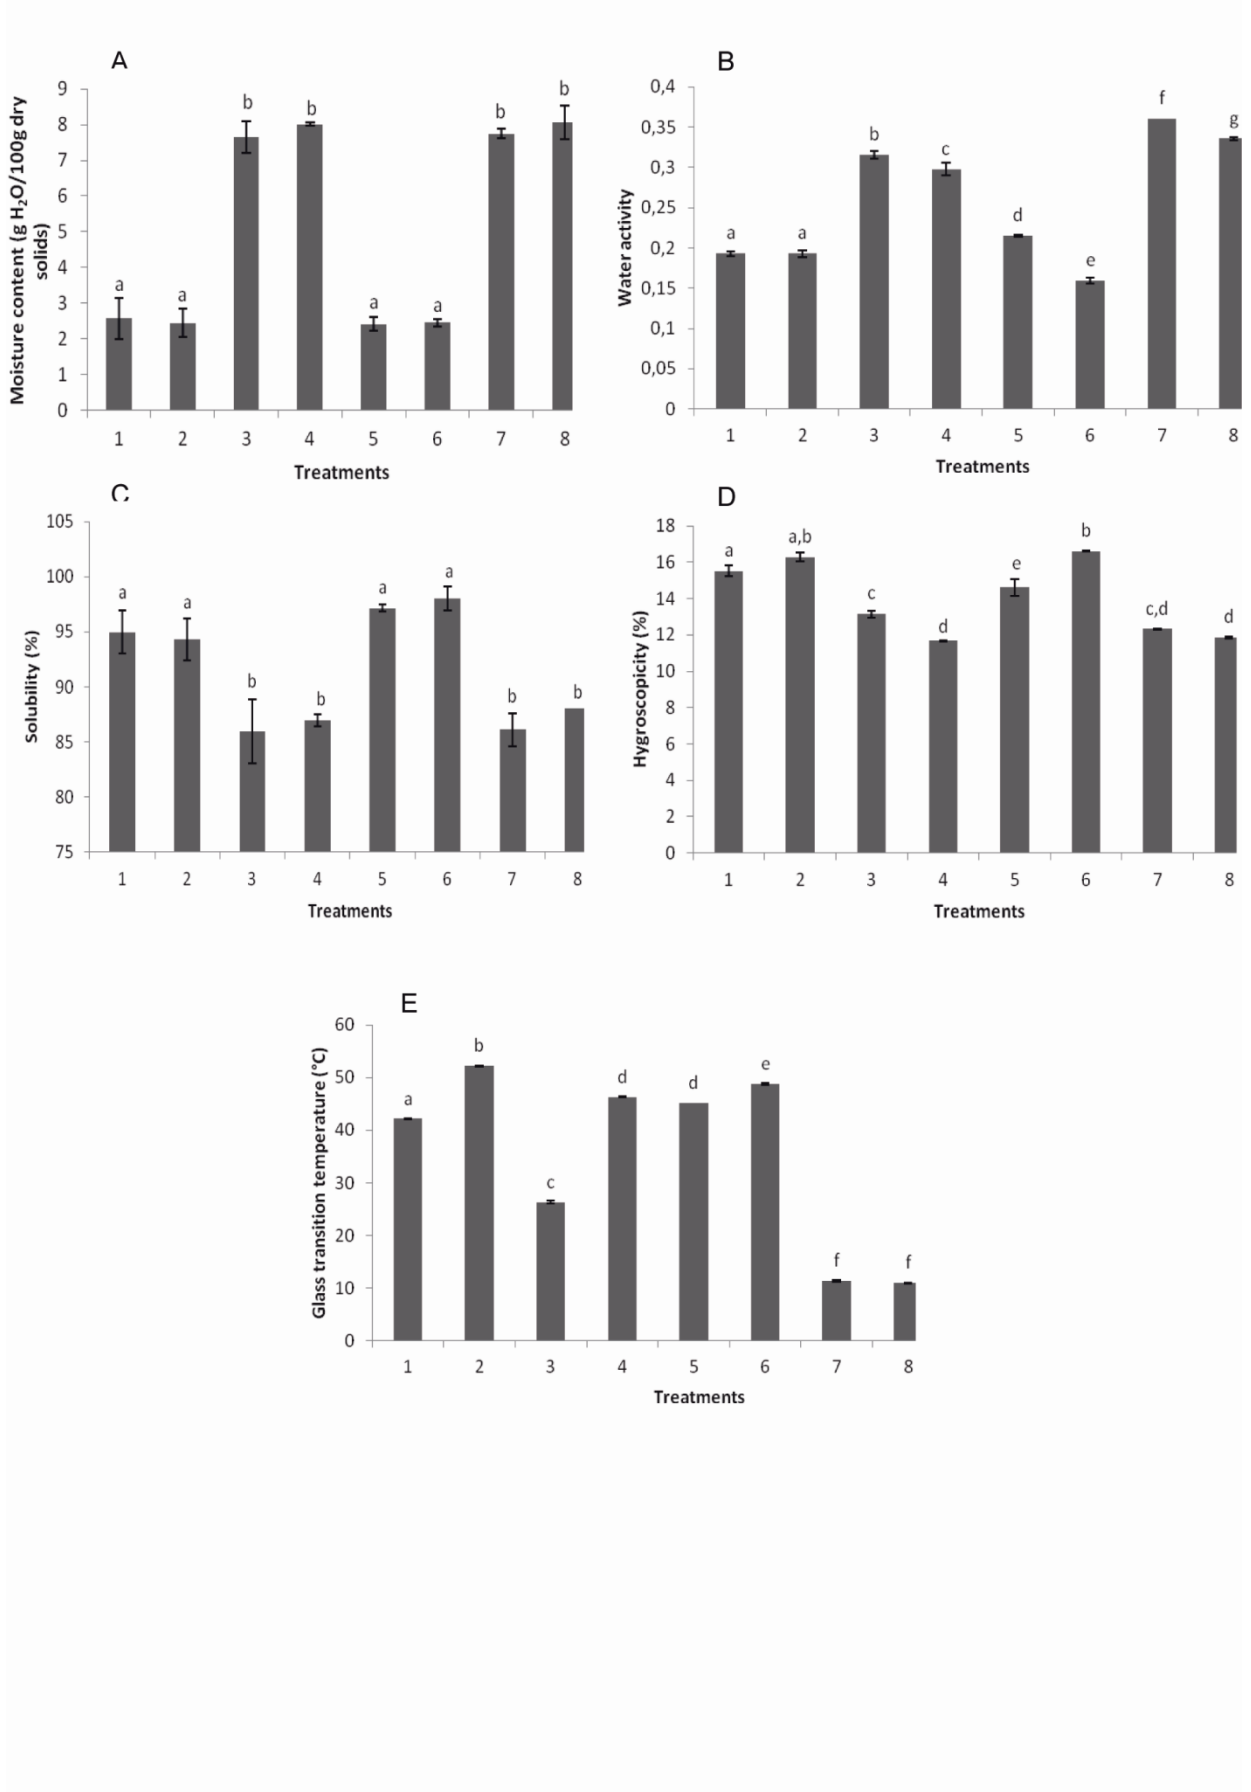 A
Moisture content (g H₂O/100g dry
solids)
9
8
7
6
5
4
3
2
1
0
a a b b a a b b
1 2 3 4 5 6 7 8
Treatments
B
Water activity
0,4
0,35
0,3
0,25
0,2
0,15
0,1
0,05
0
a a b c d e f g
1 2 3 4 5 6 7 8
Treatments
C
Solubility (%)
105
100
95
90
85
80
75
a a b b a a b b
1 2 3 4 5 6 7 8
Treatments
D
Hygroscopicity (%)
18
16
14
12
10
8
6
4
2
0
a a,b c d e b c,d d
1 2 3 4 5 6 7 8
Treatments
E
Glass transition temperature (°C)
60
50
40
30
20
10
0
a b c d d e f f
1 2 3 4 5 6 7 8
Treatments